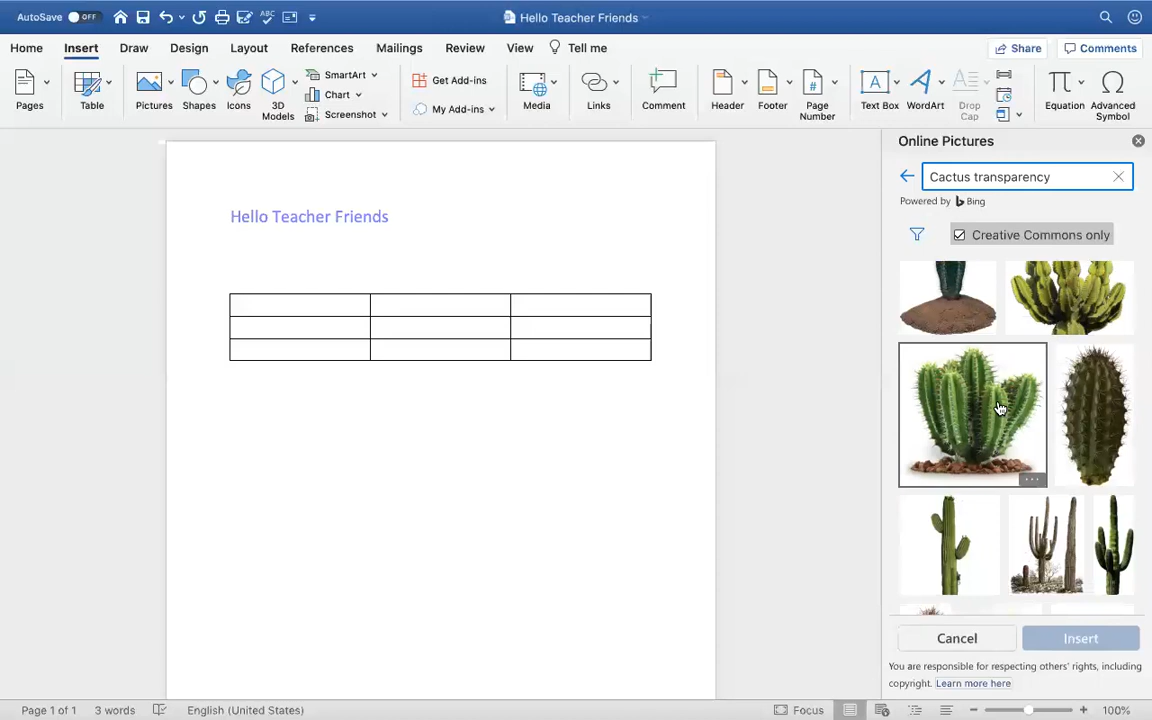 AutoSave OFF
Hello Teacher Friends
Home Insert Draw Design Layout References Mailings Review View Tell me
Share Comments
Pages
Table
Pictures
Shapes
Icons
3D Models
SmartArt
Chart
Screenshot
Get Add-ins
My Add-ins
Media
Links
Comment
Header
Footer
Page Number
Text Box
WordArt
Drop Cap
Equation
Advanced Symbol
Hello Teacher Friends
Online Pictures
Cactus transparency
Powered by Bing
Creative Commons only
Cancel Insert
You are responsible for respecting others' rights, including
copyright. Learn more here
Page 1 of 1 3 words English (United States) Focus 100%